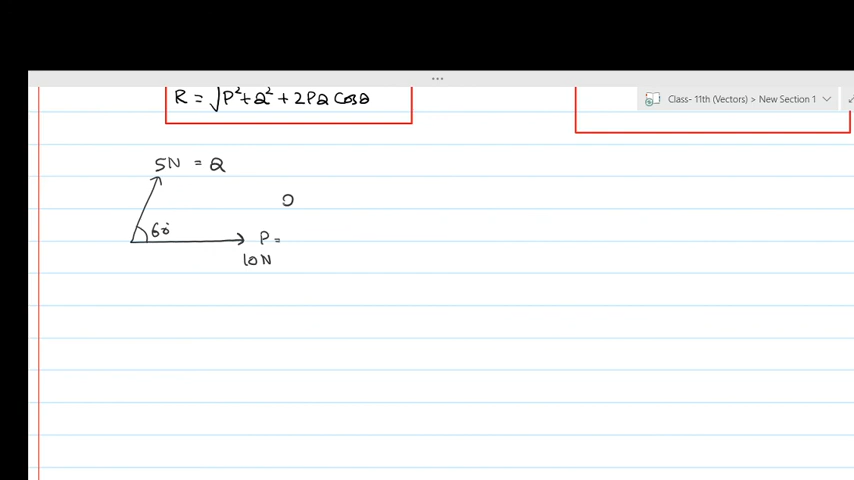 R = √P² + Q² + 2PQ Cosθ
Class- 11th (Vectors) > New Section 1
5N = Q
60°
P =
10N